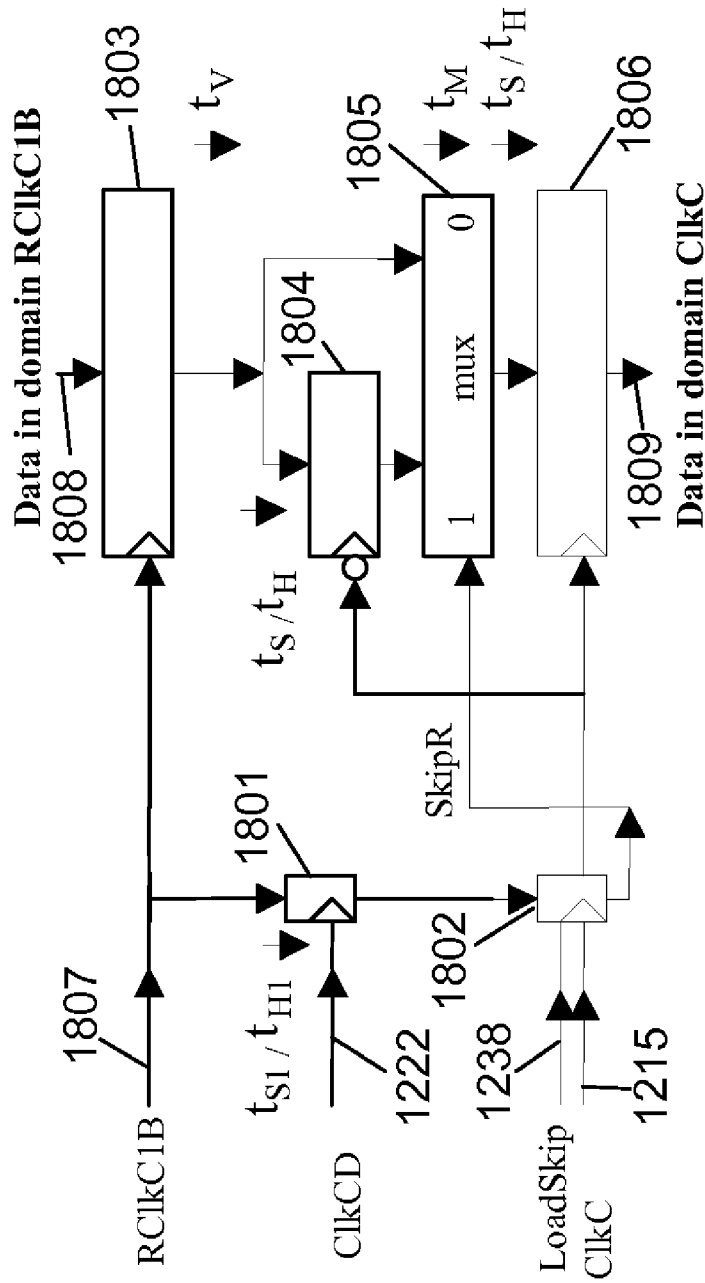 Data in domain RClkC1B
1808
1803
tV
RClkC1B
1807
1801
tS1 / tH1
ClkCD
1222
tS / tH
1804
SkipR
1 mux 0
1805
tM
tS / tH
1806
1802
LoadSkip
ClkC
1238
1215
1809
Data in domain ClkC